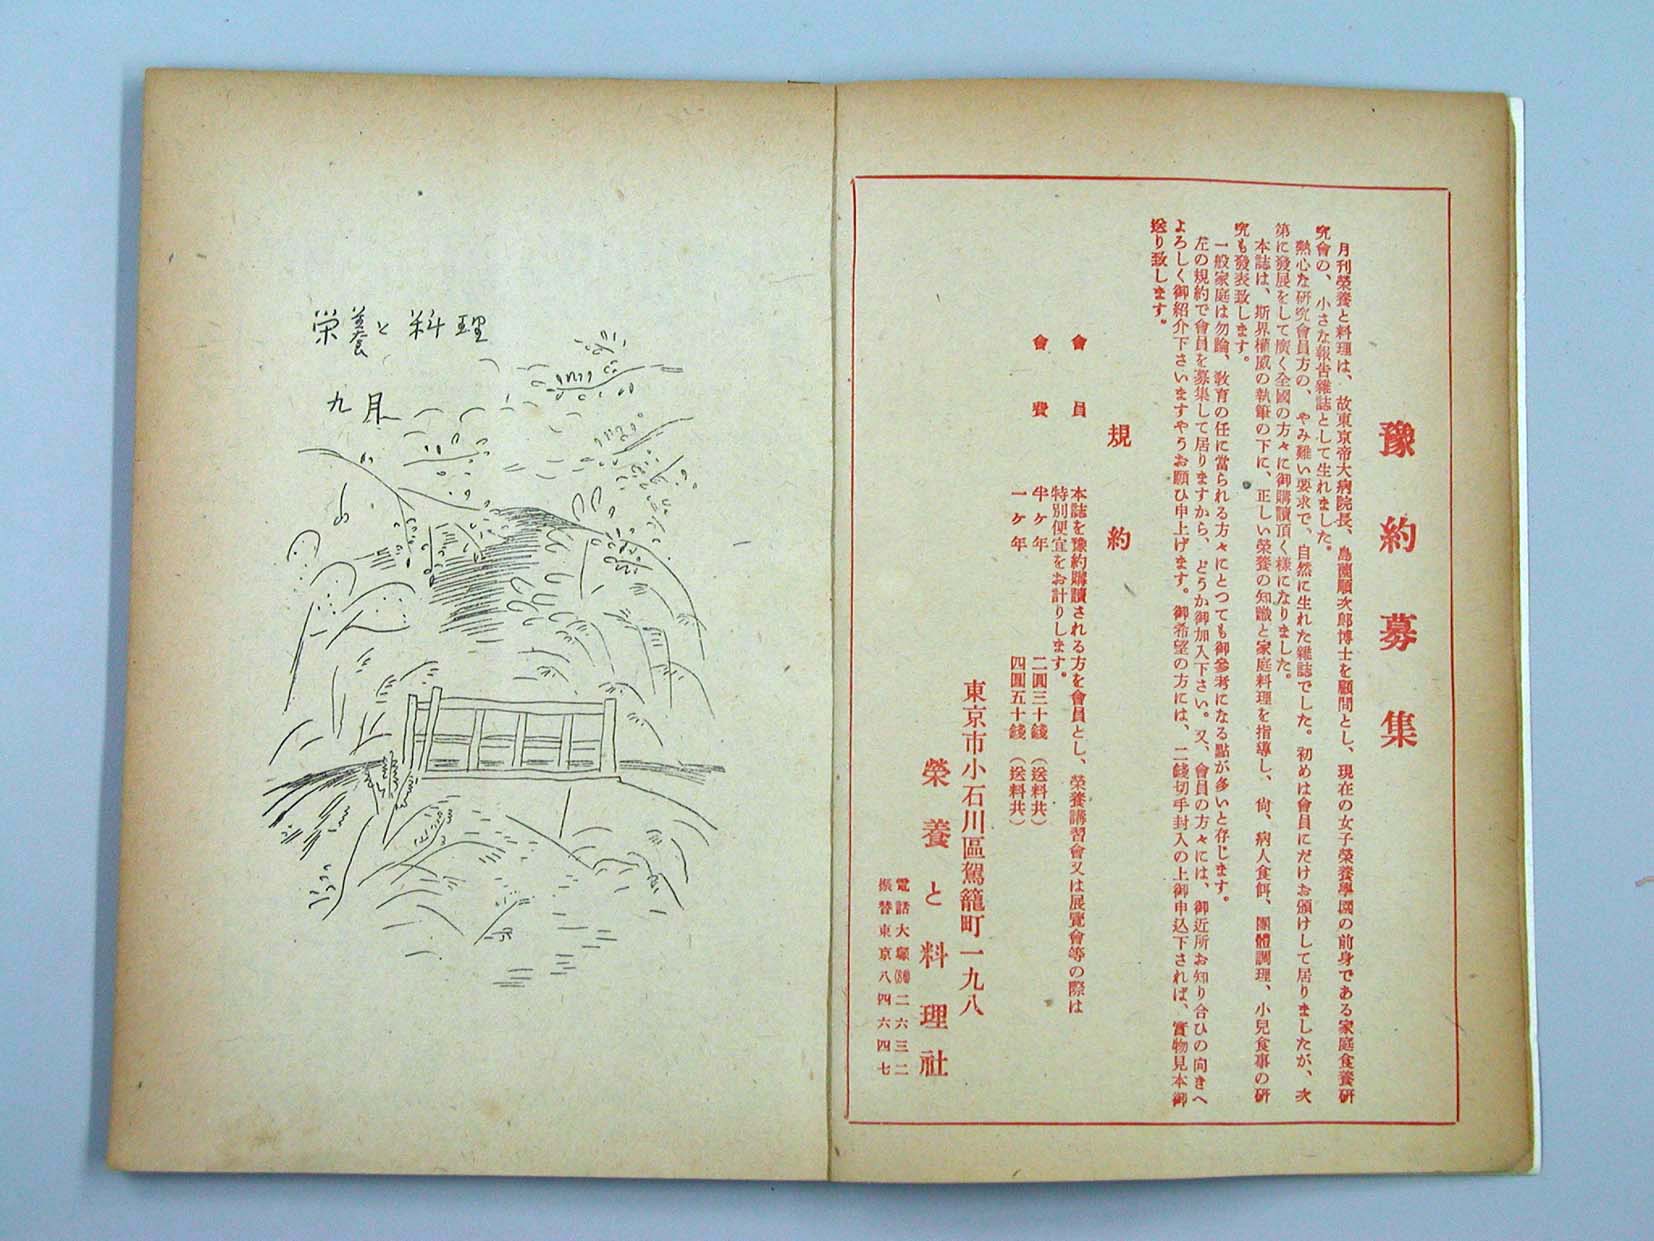 豫約募集
月刊榮養と料理は、故東京帝大病院長、島薗順次郎博士を顧問とし、現在の女子榮養學園の前身である家庭食養研
究會の、小さな報告雜誌として生れました。
熱心な研究會員方の、やみ難い要求で、自然に生れた雜誌でした。初めは會員にだけお頒けして居りましたが、次
第に發展をして廣く全國の方々に御購讀頂く樣になりました。
本誌は、斯界權威の執筆の下に、正しい榮養の知識と家庭料理を指導し、尙、病人食餌、團體調理、小兒食事の硏
究も發表致します。
一般家庭は勿論、敎育の任に當られる方々にとつても御參考になる點が多いと存じます。
左の規約で會員を募集して居りますから、どうか御加入下さい。又、會員の方々には、御近所お知り合ひの向きへ
よろしく御紹介下さいますやうお願ひ申上げます。御希望の方には、二錢切手封入の上御申込下されば、實物見本御
送り致します。
規約
會員 本誌を豫約購讀される方を會員とし、榮養講習會又は展覽會等の際は
特別便宜をお計りします。
會費 半ヶ年 二圓三十錢（送料共）
一ヶ年 四圓五十錢（送料共）
東京市小石川區駕籠町一九八
榮養と料理社
電話大塚(86)二六三二
振替東京八四六四七
栄養と料理
九月